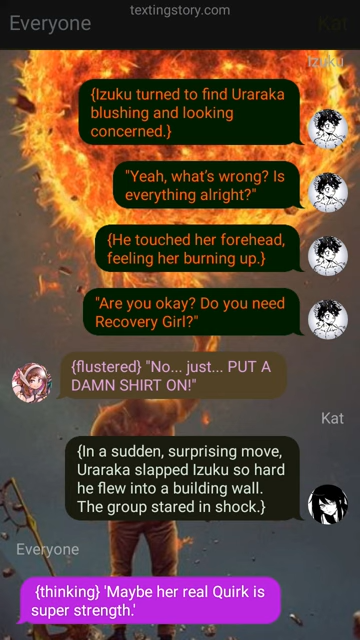 textingstory.com
Everyone
Kat
Izuku
{Izuku turned to find Uraraka
blushing and looking
concerned.}
"Yeah, what's wrong? Is
everything alright?"
{He touched her forehead,
feeling her burning up.}
"Are you okay? Do you need
Recovery Girl?"
{flustered} "No... just... PUT A
DAMN SHIRT ON!"
Kat
{In a sudden, surprising move,
Uraraka slapped Izuku so hard
he flew into a building wall.
The group stared in shock.}
Everyone
{thinking} 'Maybe her real Quirk is
super strength.'